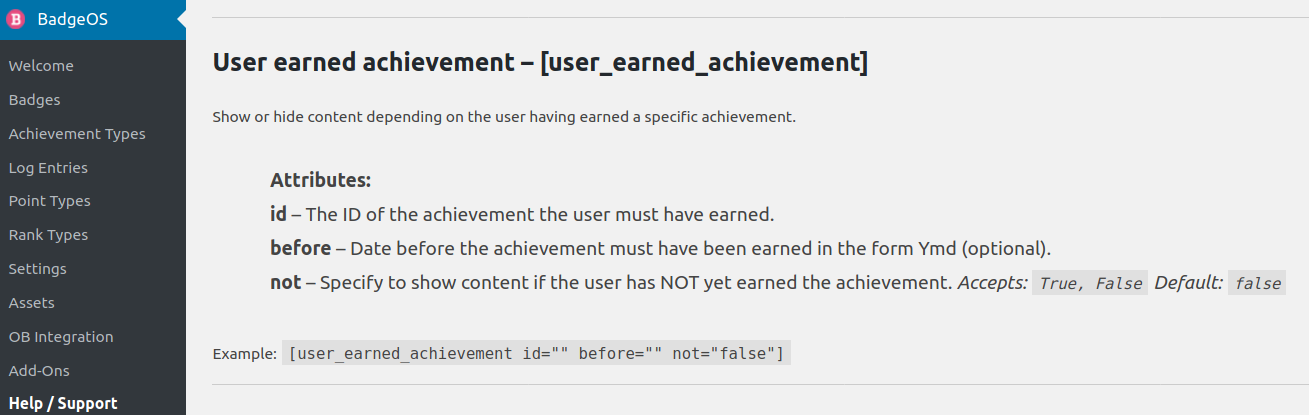 BadgeOS
Welcome
Badges
Achievement Types
Log Entries
Point Types
Rank Types
Settings
Assets
OB Integration
Add-Ons
Help / Support
User earned achievement – [user_earned_achievement]
Show or hide content depending on the user having earned a specific achievement.
Attributes:
id – The ID of the achievement the user must have earned.
before – Date before the achievement must have been earned in the form Ymd (optional).
not – Specify to show content if the user has NOT yet earned the achievement. Accepts: True, False Default: false
Example: [user_earned_achievement id="" before="" not="false"]